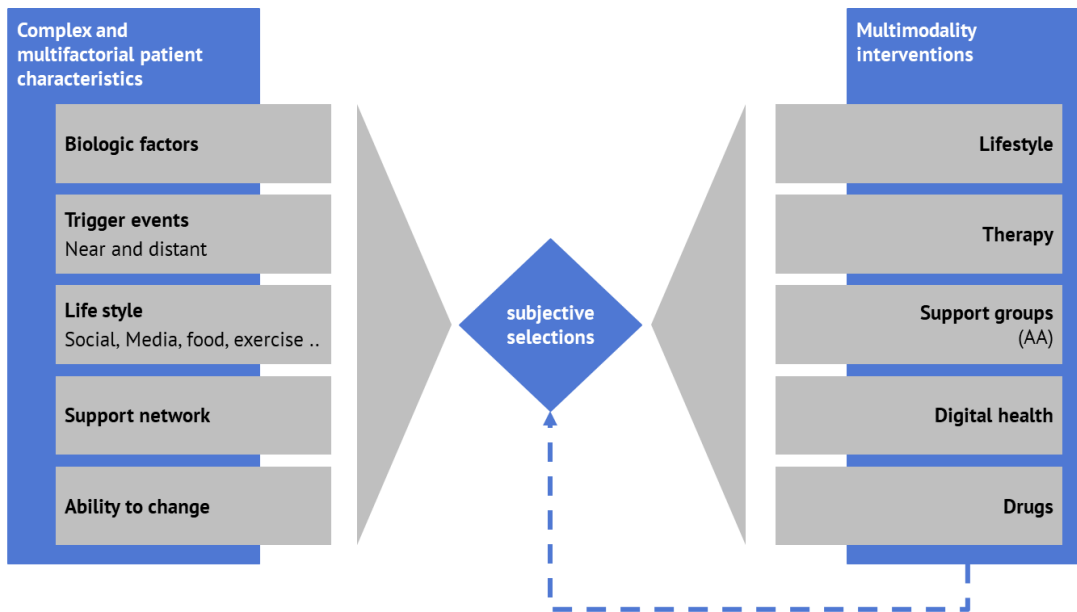 Complex and
multifactorial patient
characteristics
Biologic factors
Trigger events
Near and distant
Life style
Social, Media, food, exercise ..
Support network
Ability to change
subjective
selections
Multimodality
interventions
Lifestyle
Therapy
Support groups
(AA)
Digital health
Drugs